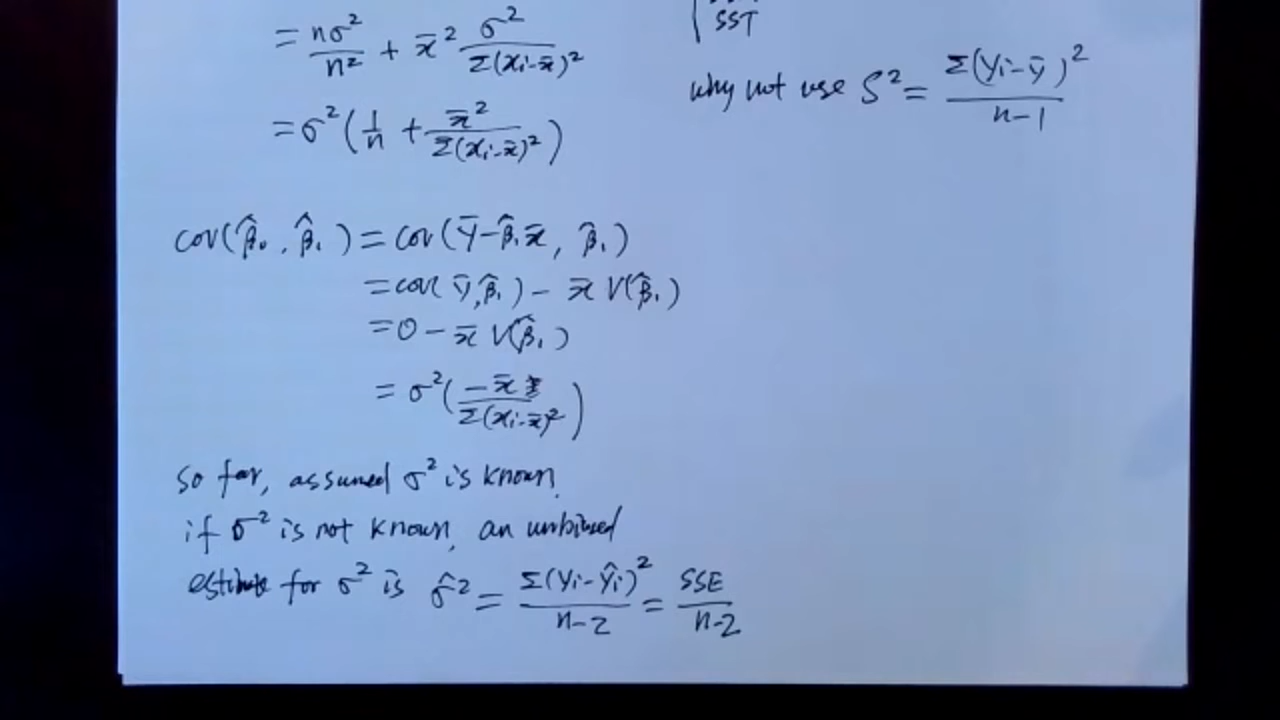 = nσ²/n² + x̄² σ²/Σ(xi-x̄)²
= σ²(1/n + x̄²/Σ(xi-x̄)²)
cov(β̂₀, β̂₁) = cov(ȳ-β̂₁x̄, β̂₁)
= cov(ȳ,β̂₁) - x̄ V(β̂₁)
= 0 - x̄ V(β̂₁)
= σ²(-x̄/Σ(xi-x̄)²)
so far, assumed σ² is known.
if σ² is not known, an unbiased
estimate for σ² is σ̂² = Σ(yi-ŷi)²/n-2 = SSE/n-2
SST
why not use S² = Σ(yi-ȳ)²/n-1